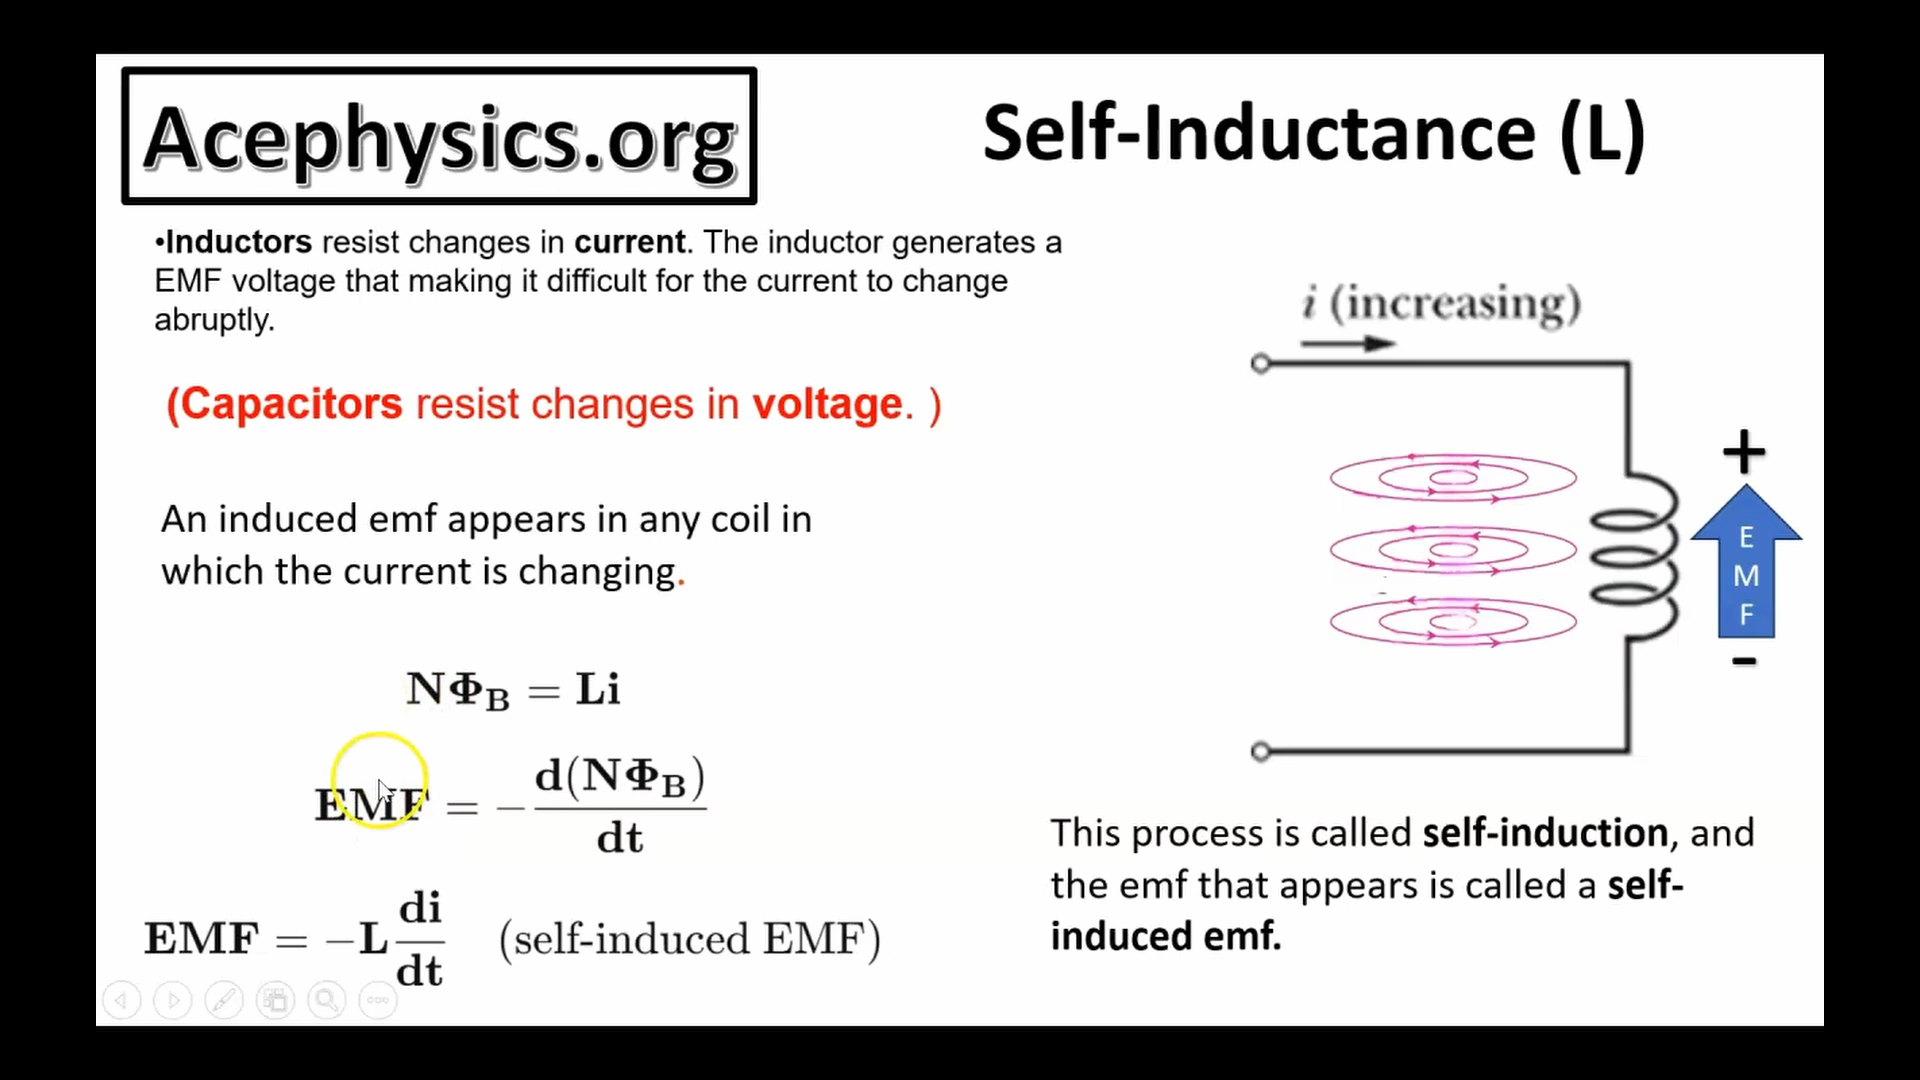 Acephysics.org
Self-Inductance (L)
•Inductors resist changes in current. The inductor generates a
EMF voltage that making it difficult for the current to change
abruptly.
(Capacitors resist changes in voltage. )
An induced emf appears in any coil in
which the current is changing.
NΦ_B = Li
EMF = − d(NΦ_B)/dt
EMF = −L di/dt (self-induced EMF)
i (increasing)
+
E
M
F
-
This process is called self-induction, and
the emf that appears is called a self-
induced emf.